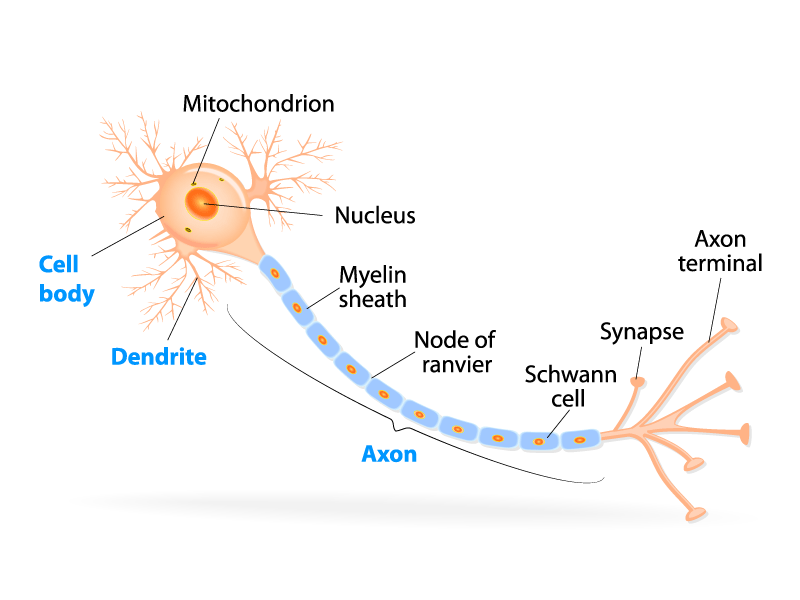 Mitochondrion
Nucleus
Cell
body
Dendrite
Myelin
sheath
Node of
ranvier
Schwann
cell
Axon
Synapse
Axon
terminal